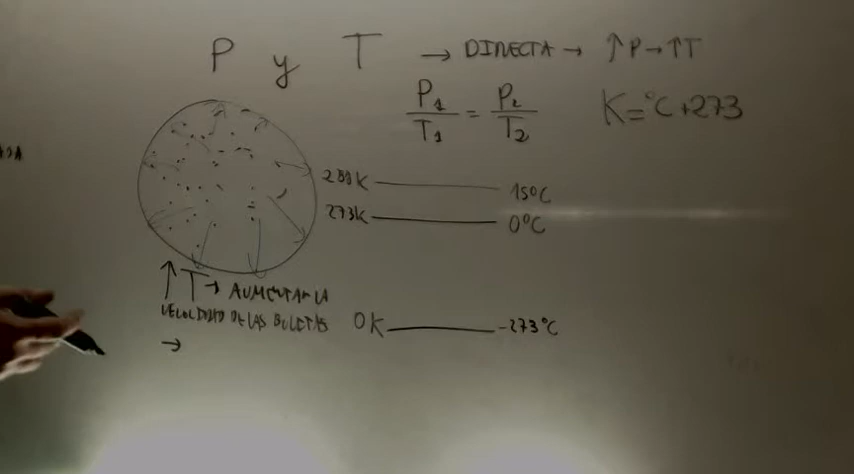 P y T → DIRECTA → ↑P → ↑T
P1/T1 = P2/T2
K = °C + 273
288K 15°C
273K 0°C
↑T → AUMENTAR LA
VELOCIDAD DE LAS BOLITAS
0K -273°C
→